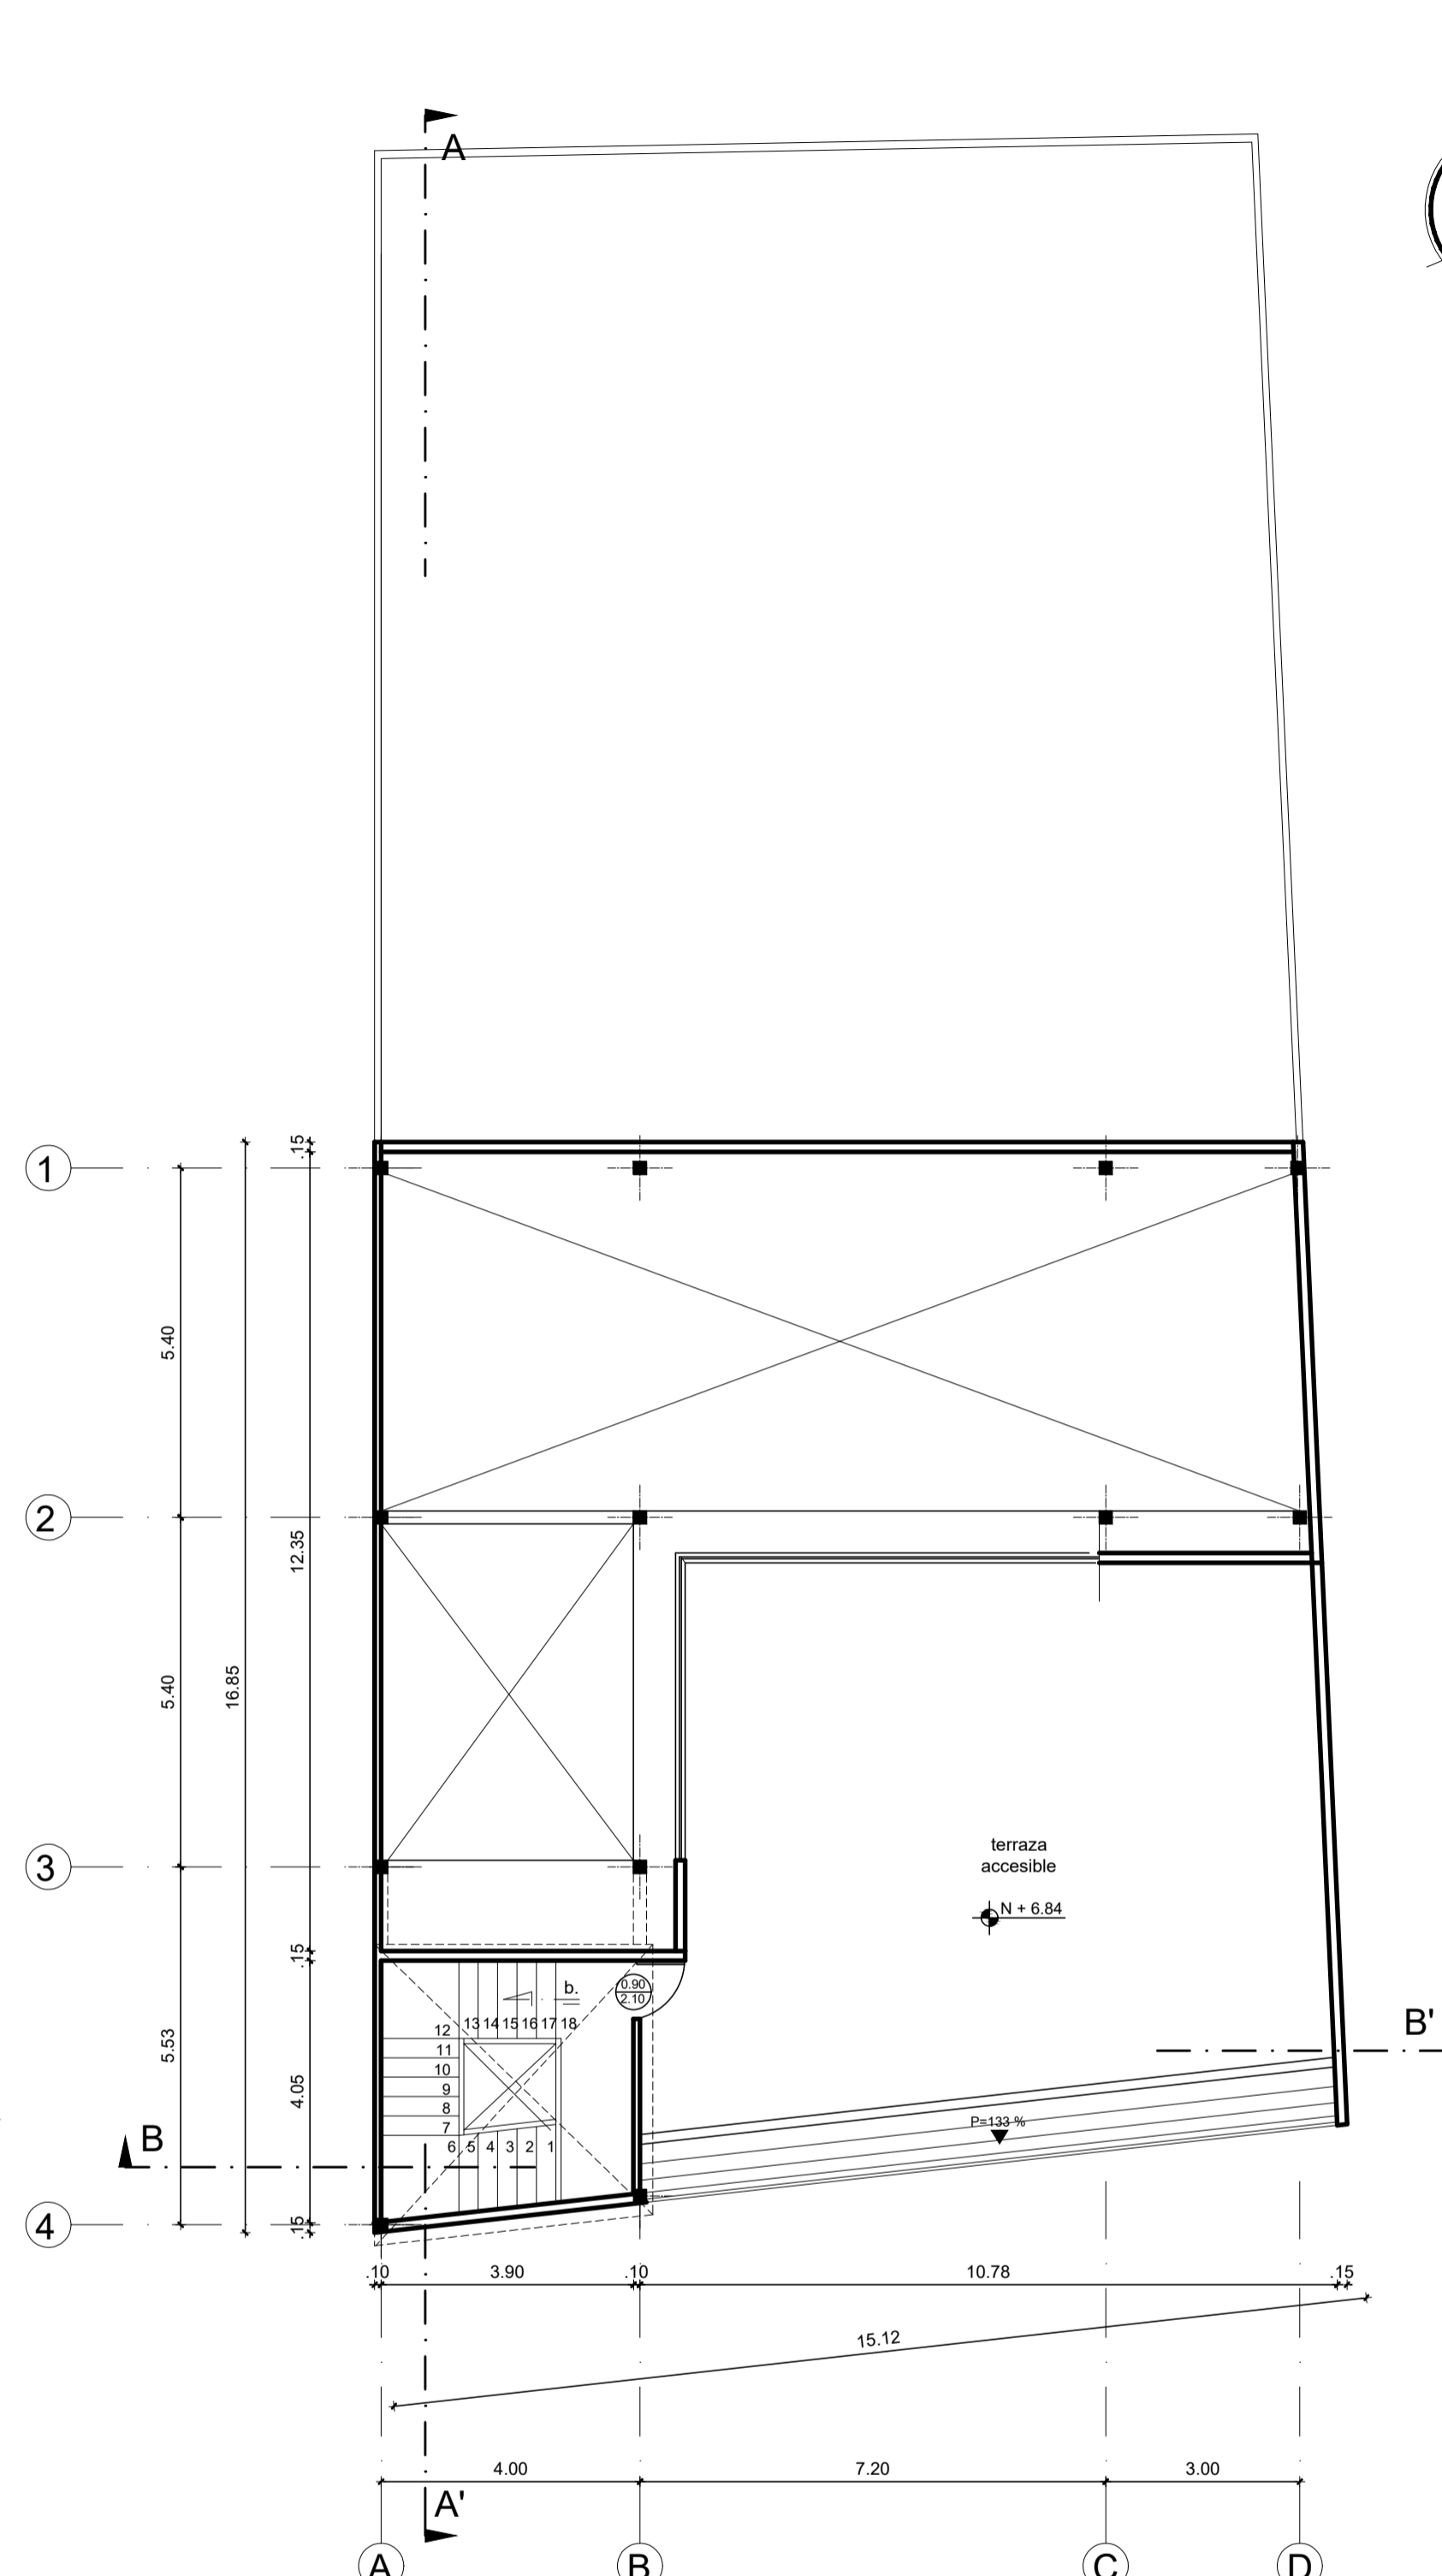 A
1
.15
5.40
2
12.35
16.85
5.40
terraza
accesible
3
N + 6.84
.15
b.
0.90
2.10
13 14 15 16 17 18
12
11
10
9
8
7
6 5 4 3 2 1
5.53
4.05
B'
P=133 %
B
4
.15
.10 3.90 .10 10.78 .15
15.12
4.00 7.20 3.00
A'
A B C D